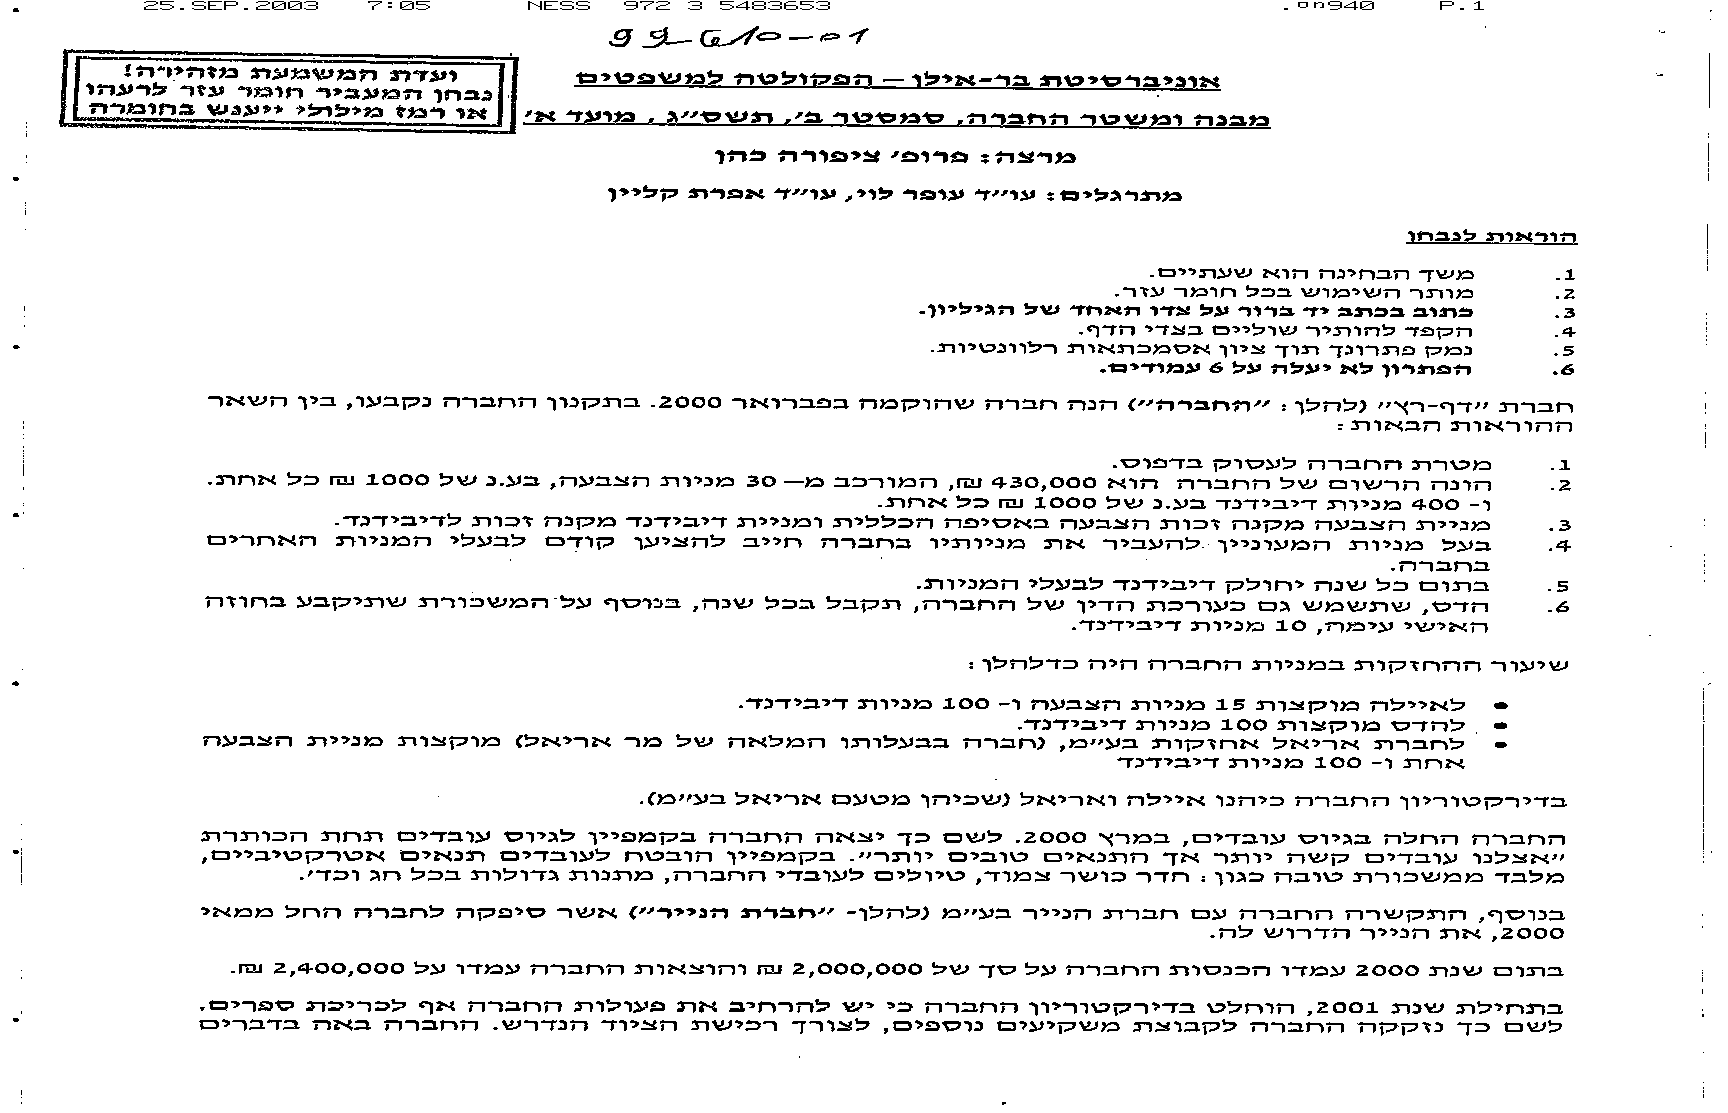 25.SEP.2003 7:05 NESS 972 3 5483653 P.1
99-610-01
ועדת המשמעת מזהירה!
נבחן המעביר חומר עזר לרעהו
או רמז מילולי ייענש בחומרה
אוניברסיטת בר-אילן – הפקולטה למשפטים
מבנה ומשטר החברה, סמסטר ב', תשס"ג, מועד א'
מרצה: פרופ' ציפורה כהן
מתרגלים: עו"ד עופר לוי, עו"ד אפרת קליין
הוראות לנבחן
1. משך הבחינה הוא שעתיים.
2. מותר השימוש בכל חומר עזר.
3. כתוב בכתב יד ברור על צדו האחד של הגיליון.
4. הקפד להותיר שוליים בצדי הדף.
5. נמק פתרונך תוך ציון אסמכתאות רלוונטיות.
6. הפתרון לא יעלה על 6 עמודים.
חברת "דף-רץ" (להלן: "החברה") הנה חברה שהוקמה בפברואר 2000. בתקנון החברה נקבעו, בין השאר
ההוראות הבאות:
1. מטרת החברה לעסוק בדפוס.
2. הונה הרשום של החברה הוא 430,000 ₪, המורכב מ– 30 מניות הצבעה, בע.נ של 1000 ₪ כל אחת.
ו- 400 מניות דיבידנד בע.נ של 1000 ₪ כל אחת.
3. מניית הצבעה מקנה זכות הצבעה באסיפה הכללית ומניית דיבידנד מקנה זכות לדיבידנד.
4. בעל מניות המעוניין להעביר את מניותיו בחברה חייב להציען קודם לבעלי המניות האחרים
בחברה.
5. בתום כל שנה יחולק דיבידנד לבעלי המניות.
6. הדס, שתשמש גם כעורכת הדין של החברה, תקבל בכל שנה, בנוסף על המשכורת שתיקבע בחוזה
האישי עימה, 10 מניות דיבידנד.
שיעור ההחזקות במניות החברה היה כדלהלן:
• לאיילה מוקצות 15 מניות הצבעה ו- 100 מניות דיבידנד.
• להדס מוקצות 100 מניות דיבידנד.
• לחברת אריאל אחזקות בע"מ, (חברה בבעלותו המלאה של מר אריאל) מוקצות מניית הצבעה
אחת ו- 100 מניות דיבידנד
בדירקטוריון החברה כיהנו איילה ואריאל (שכיהן מטעם אריאל בע"מ).
החברה החלה בגיוס עובדים, במרץ 2000. לשם כך יצאה החברה בקמפיין לגיוס עובדים תחת הכותרת
"אצלנו עובדים קשה יותר אך התנאים טובים יותר". בקמפיין הובטח לעובדים תנאים אטרקטיביים,
מלבד ממשכורת טובה כגון: חדר כושר צמוד, טיולים לעובדי החברה, מתנות גדולות בכל חג וכד'.
בנוסף, התקשרה החברה עם חברת הנייר בע"מ (להלן- "חברת הנייר") אשר סיפקה לחברה החל ממאי
2000, את הנייר הדרוש לה.
בתום שנת 2000 עמדו הכנסות החברה על סך של 2,000,000 ₪ והוצאות החברה עמדו על 2,400,000 ₪.
בתחילת שנת 2001, הוחלט בדירקטוריון החברה כי יש להרחיב את פעולות החברה אף לכריכת ספרים.
לשם כך נזקקה החברה לקבוצת משקיעים נוספים, לצורך רכישת הציוד הנדרש. החברה באה בדברים